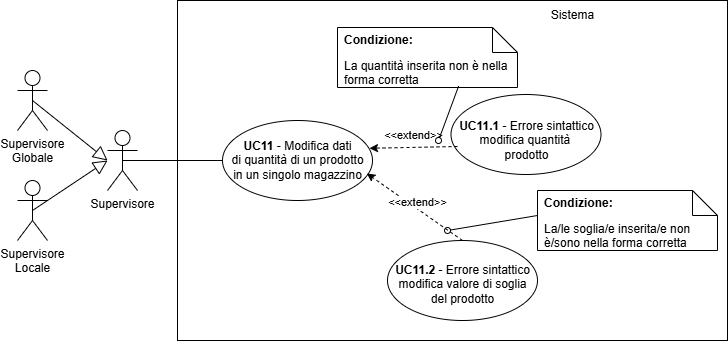 Sistema
Condizione:
La quantità inserita non è nella
forma corretta
Supervisore
Globale
Supervisore
Supervisore
Locale
UC11 - Modifica dati
di quantità di un prodotto
in un singolo magazzino
<<extend>>
UC11.1 - Errore sintattico
modifica quantità
prodotto
<<extend>>
Condizione:
La/le soglia/e inserita/e non
è/sono nella forma corretta
UC11.2 - Errore sintattico
modifica valore di soglia
del prodotto